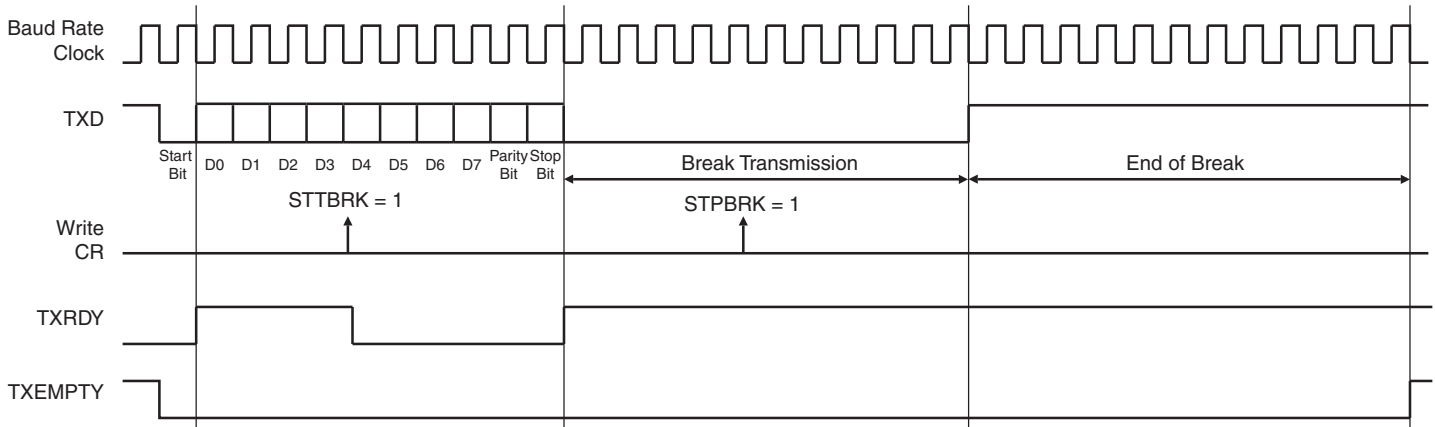 Baud Rate
Clock
TXD
Start
Bit
D0 D1 D2 D3 D4 D5 D6 D7
Parity
Bit
Stop
Bit
Break Transmission
End of Break
STTBRK = 1
STPBRK = 1
Write
CR
TXRDY
TXEMPTY